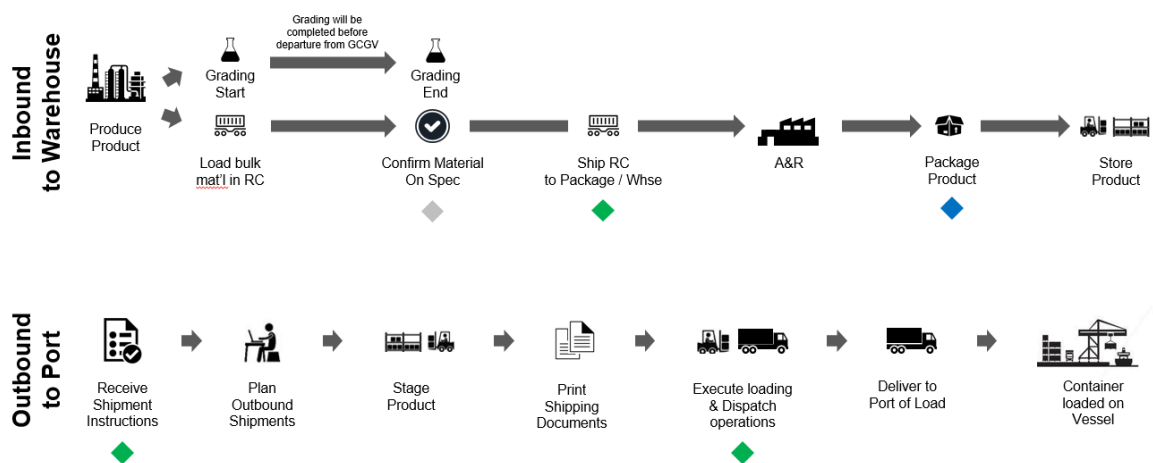 Inbound
to Warehouse
Grading will be
completed before
departure from GCGV
Grading
Start
Grading
End
Produce
Product
Load bulk
mat'l in RC
Confirm Material
On Spec
Ship RC
to Package / Whse
A&R
Package
Product
Store
Product
Outbound
to Port
Receive
Shipment
Instructions
Plan
Outbound
Shipments
Stage
Product
Print
Shipping
Documents
Execute loading
& Dispatch
operations
Deliver to
Port of Load
Container
loaded on
Vessel